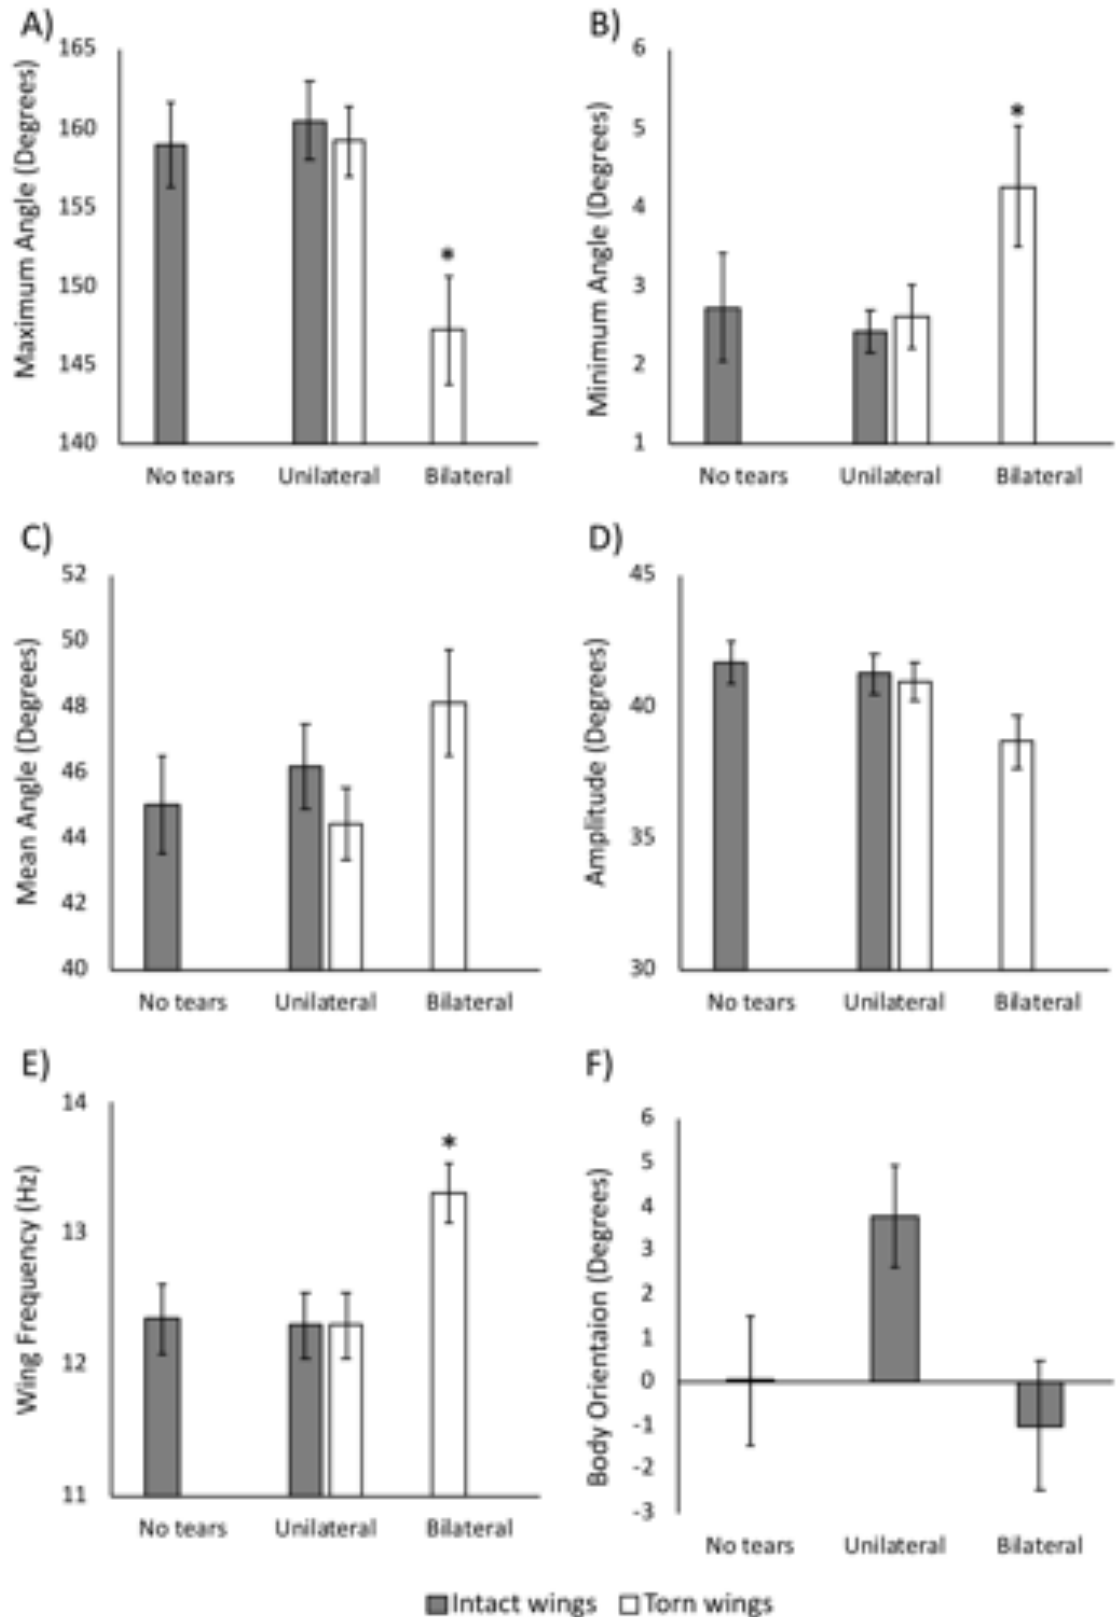 A)
Maximum Angle (Degrees)
165
160
155
150
145
140
*
No tears Unilateral Bilateral
B)
Minimum Angle (Degrees)
6
5
4
3
2
1
*
No tears Unilateral Bilateral
C)
Mean Angle (Degrees)
52
50
48
46
44
42
40
No tears Unilateral Bilateral
D)
Amplitude (Degrees)
45
40
35
30
No tears Unilateral Bilateral
E)
Wing Frequency (Hz)
14
13
12
11
*
No tears Unilateral Bilateral
F)
Body Orientaion (Degrees)
6
5
4
3
2
1
0
-1
-2
-3
No tears Unilateral Bilateral
Intact wings Torn wings